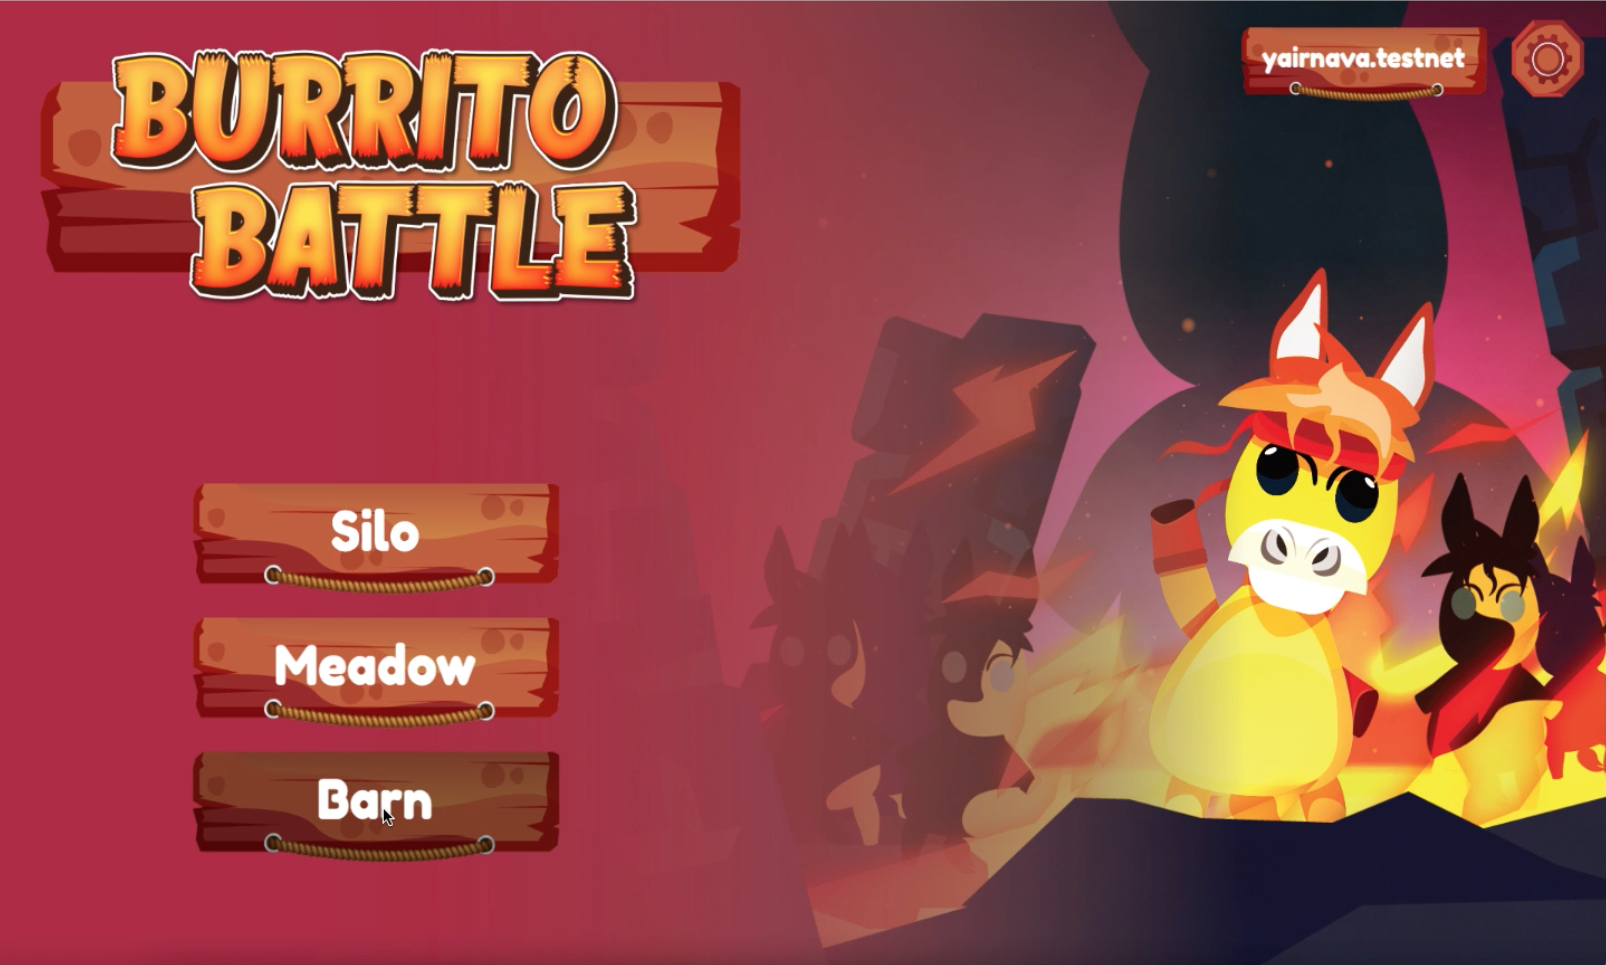 BURRITO
BATTLE
yairnava.testnet
Silo
Meadow
Barn